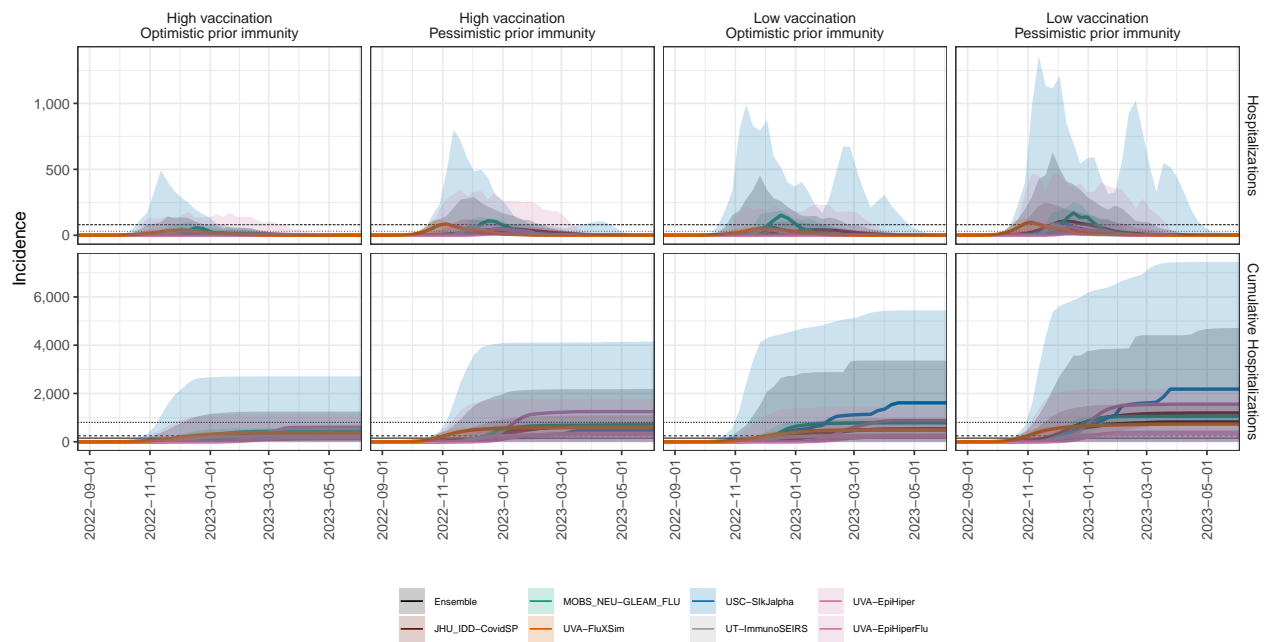 High vaccination
Optimistic prior immunity
High vaccination
Pessimistic prior immunity
Low vaccination
Optimistic prior immunity
Low vaccination
Pessimistic prior immunity
Incidence
1,000
500
0
Hospitalizations
6,000
4,000
2,000
0
Cumulative Hospitalizations
2022−09−01
2022−11−01
2023−01−01
2023−03−01
2023−05−01
2022−09−01
2022−11−01
2023−01−01
2023−03−01
2023−05−01
2022−09−01
2022−11−01
2023−01−01
2023−03−01
2023−05−01
2022−09−01
2022−11−01
2023−01−01
2023−03−01
2023−05−01
Ensemble
MOBS_NEU−GLEAM_FLU
USC−SIkJalpha
UVA−EpiHiper
JHU_IDD−CovidSP
UVA−FluXSim
UT−ImmunoSEIRS
UVA−EpiHiperFlu